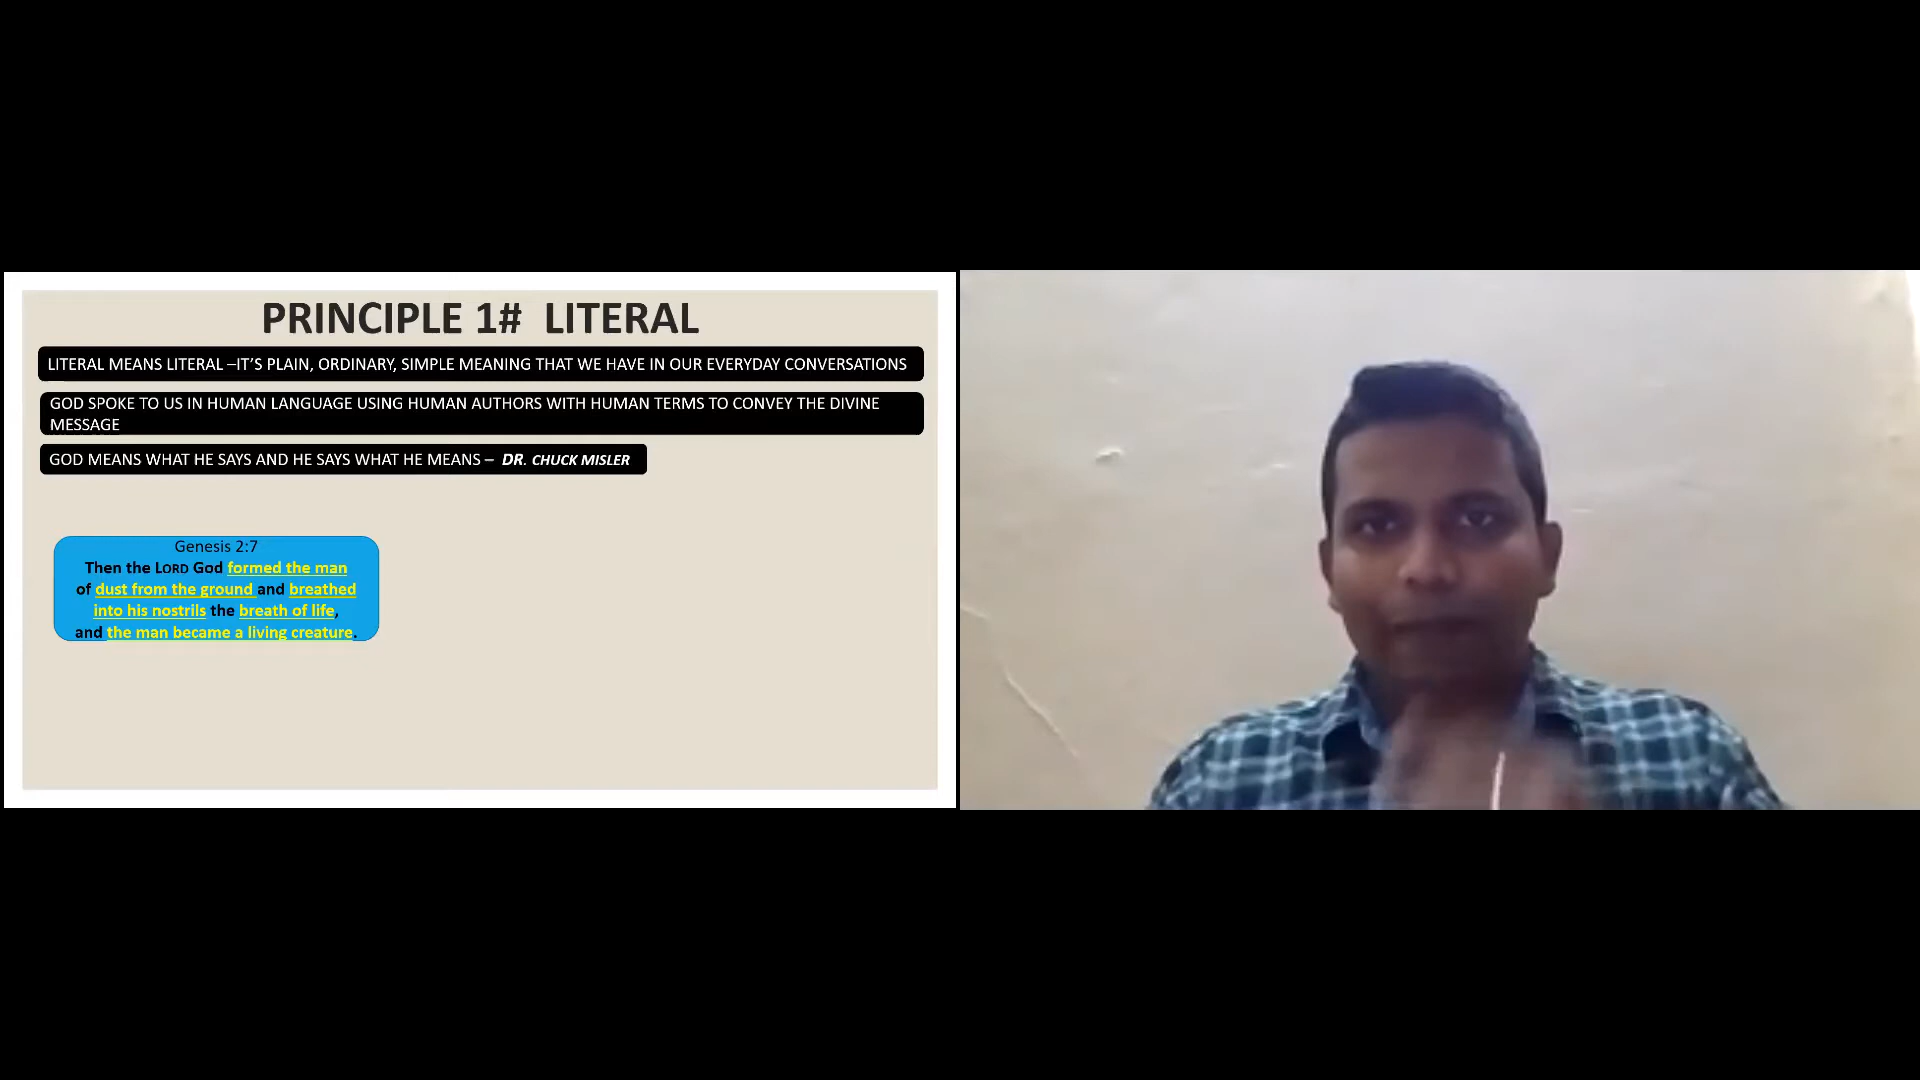 PRINCIPLE 1#  LITERAL
LITERAL MEANS LITERAL –IT'S PLAIN, ORDINARY, SIMPLE MEANING THAT WE HAVE IN OUR EVERYDAY CONVERSATIONS
GOD SPOKE TO US IN HUMAN LANGUAGE USING HUMAN AUTHORS WITH HUMAN TERMS TO CONVEY THE DIVINE
MESSAGE
GOD MEANS WHAT HE SAYS AND HE SAYS WHAT HE MEANS – DR. CHUCK MISLER
Genesis 2:7
Then the LORD God formed the man
of dust from the ground and breathed
into his nostrils the breath of life,
and the man became a living creature.